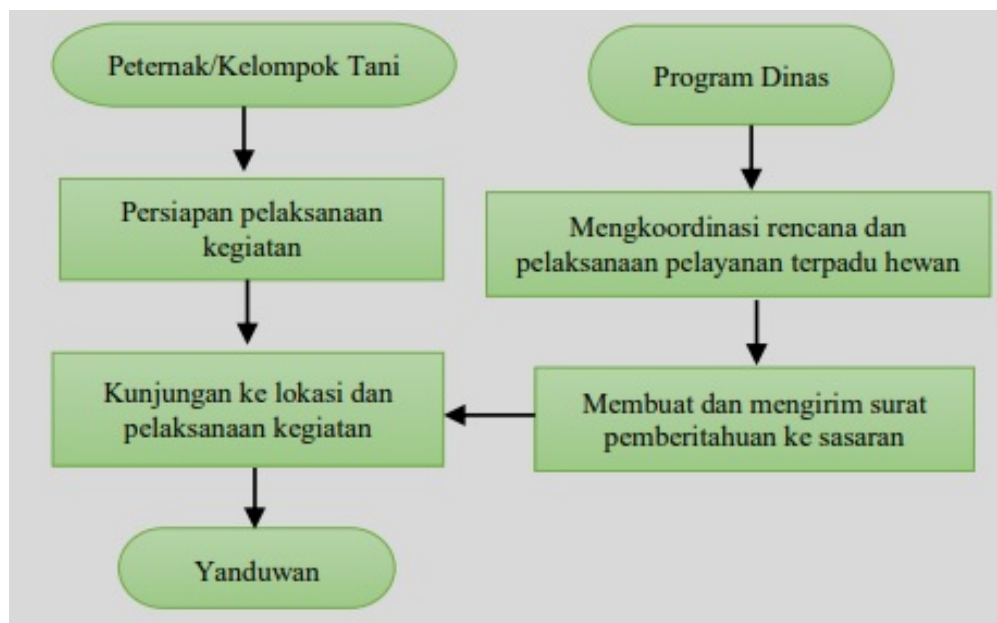 Peternak/Kelompok Tani
Program Dinas
Persiapan pelaksanaan
kegiatan
Mengkoordinasi rencana dan
pelaksanaan pelayanan terpadu hewan
Kunjungan ke lokasi dan
pelaksanaan kegiatan
Membuat dan mengirim surat
pemberitahuan ke sasaran
Yanduwan